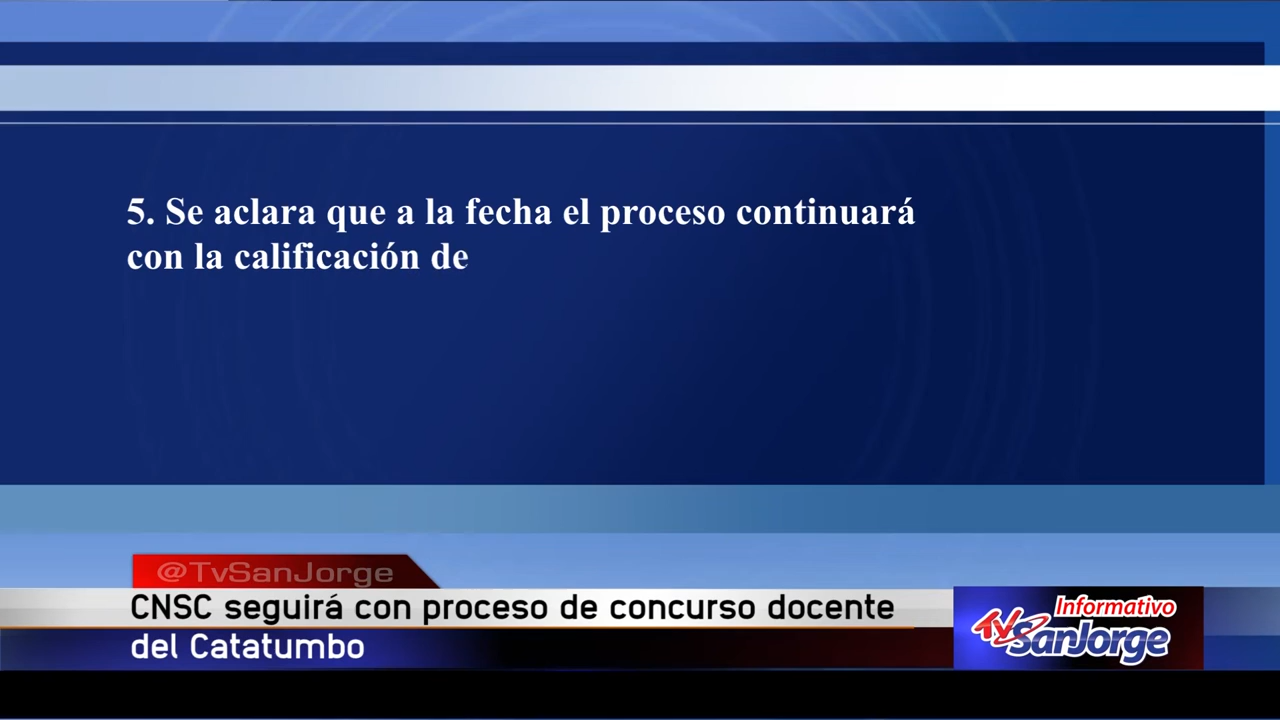 5. Se aclara que a la fecha el proceso continuará
con la calificación de
@TvSanJorge
CNSC seguirá con proceso de concurso docente
del Catatumbo
Informativo
Tv SanJorge